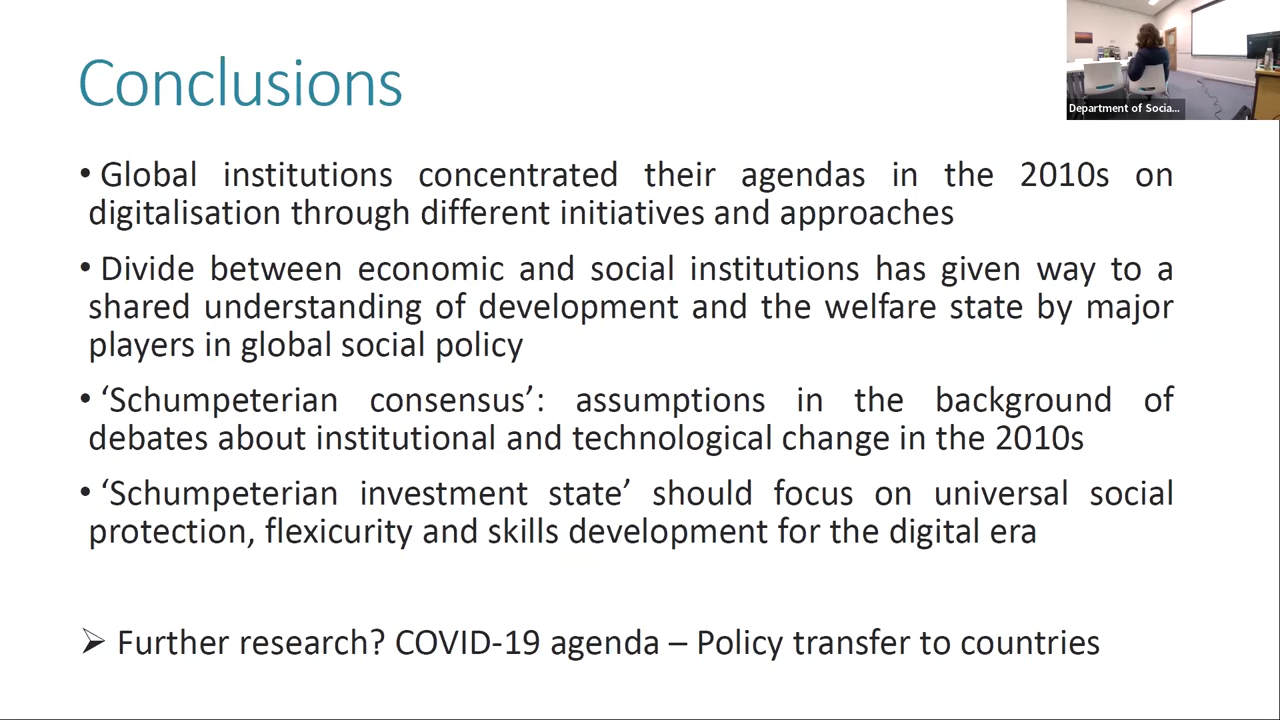 Conclusions
Department of Socia...
• Global institutions concentrated their agendas in the 2010s on
digitalisation through different initiatives and approaches
• Divide between economic and social institutions has given way to a
shared understanding of development and the welfare state by major
players in global social policy
• ‘Schumpeterian consensus’: assumptions in the background of
debates about institutional and technological change in the 2010s
• ‘Schumpeterian investment state’ should focus on universal social
protection, flexicurity and skills development for the digital era
➢ Further research? COVID-19 agenda – Policy transfer to countries